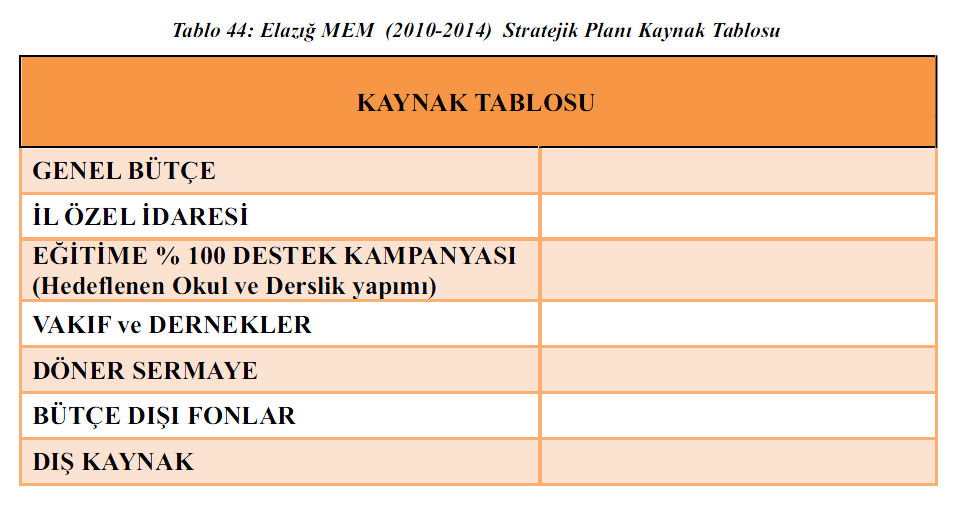 Tablo 44: Elazığ MEM (2010-2014) Stratejik Planı Kaynak Tablosu
KAYNAK TABLOSU
GENEL BÜTÇE
İL ÖZEL İDARESİ
EĞİTİME % 100 DESTEK KAMPANYASI
(Hedeflenen Okul ve Derslik yapımı)
VAKIF ve DERNEKLER
DÖNER SERMAYE
BÜTÇE DIŞI FONLAR
DIŞ KAYNAK